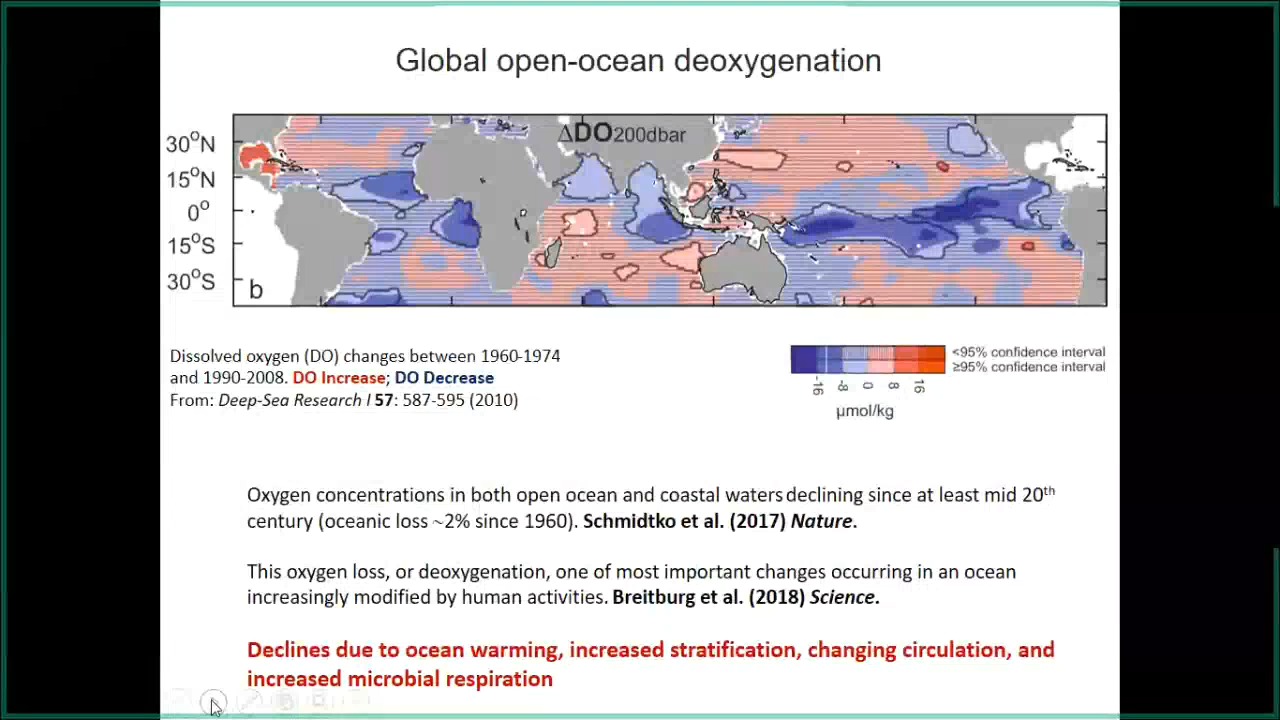 Global open-ocean deoxygenation
ΔDO200dbar
30°N
15°N
0°
15°S
30°S
b
Dissolved oxygen (DO) changes between 1960-1974
and 1990-2008. DO Increase; DO Decrease
From: Deep-Sea Research I 57: 587-595 (2010)
<95% confidence interval
≥95% confidence interval
-16 -8 0 8 16
µmol/kg
Oxygen concentrations in both open ocean and coastal waters declining since at least mid 20th
century (oceanic loss ~2% since 1960). Schmidtko et al. (2017) Nature.
This oxygen loss, or deoxygenation, one of most important changes occurring in an ocean
increasingly modified by human activities. Breitburg et al. (2018) Science.
Declines due to ocean warming, increased stratification, changing circulation, and
increased microbial respiration